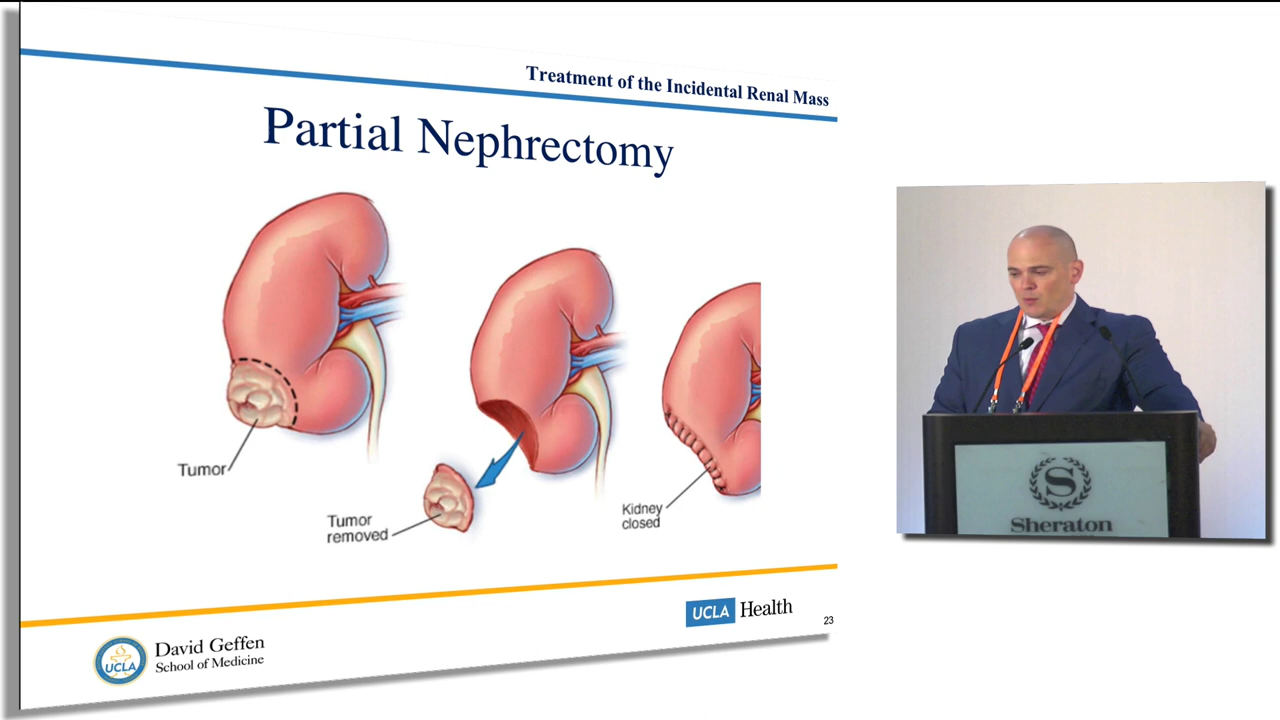 Treatment of the Incidental Renal Mass
Partial Nephrectomy
Tumor
Tumor
removed
Kidney
closed
UCLA Health
23
UCLA
David Geffen
School of Medicine
S
Sheraton